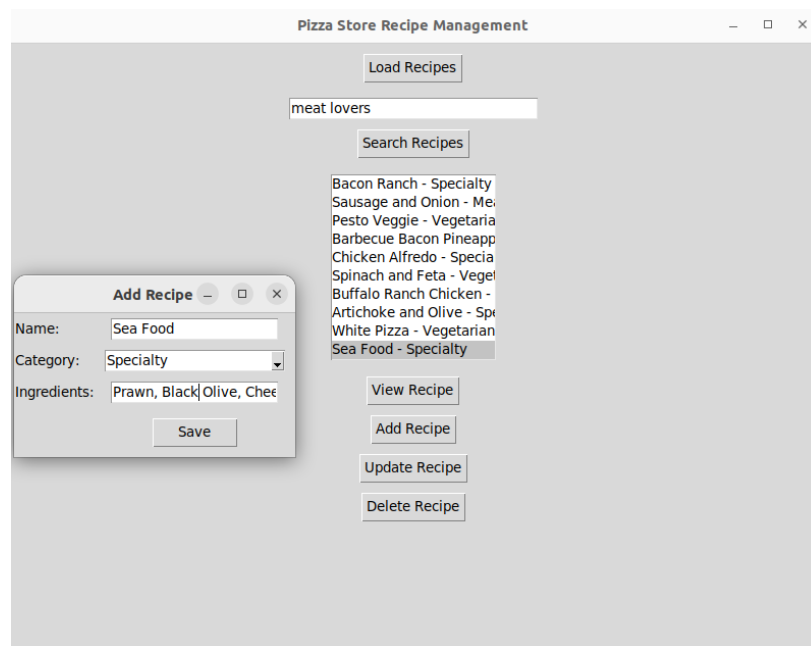 Pizza Store Recipe Management
Load Recipes
meat lovers
Search Recipes
Bacon Ranch - Specialty
Sausage and Onion - Mea
Pesto Veggie - Vegetaria
Barbecue Bacon Pineapp
Chicken Alfredo - Specia
Spinach and Feta - Veget
Buffalo Ranch Chicken -
Artichoke and Olive - Spe
White Pizza - Vegetarian
Sea Food - Specialty
View Recipe
Add Recipe
Update Recipe
Delete Recipe
Add Recipe
Name: Sea Food
Category: Specialty
Ingredients: Prawn, Black Olive, Chee
Save